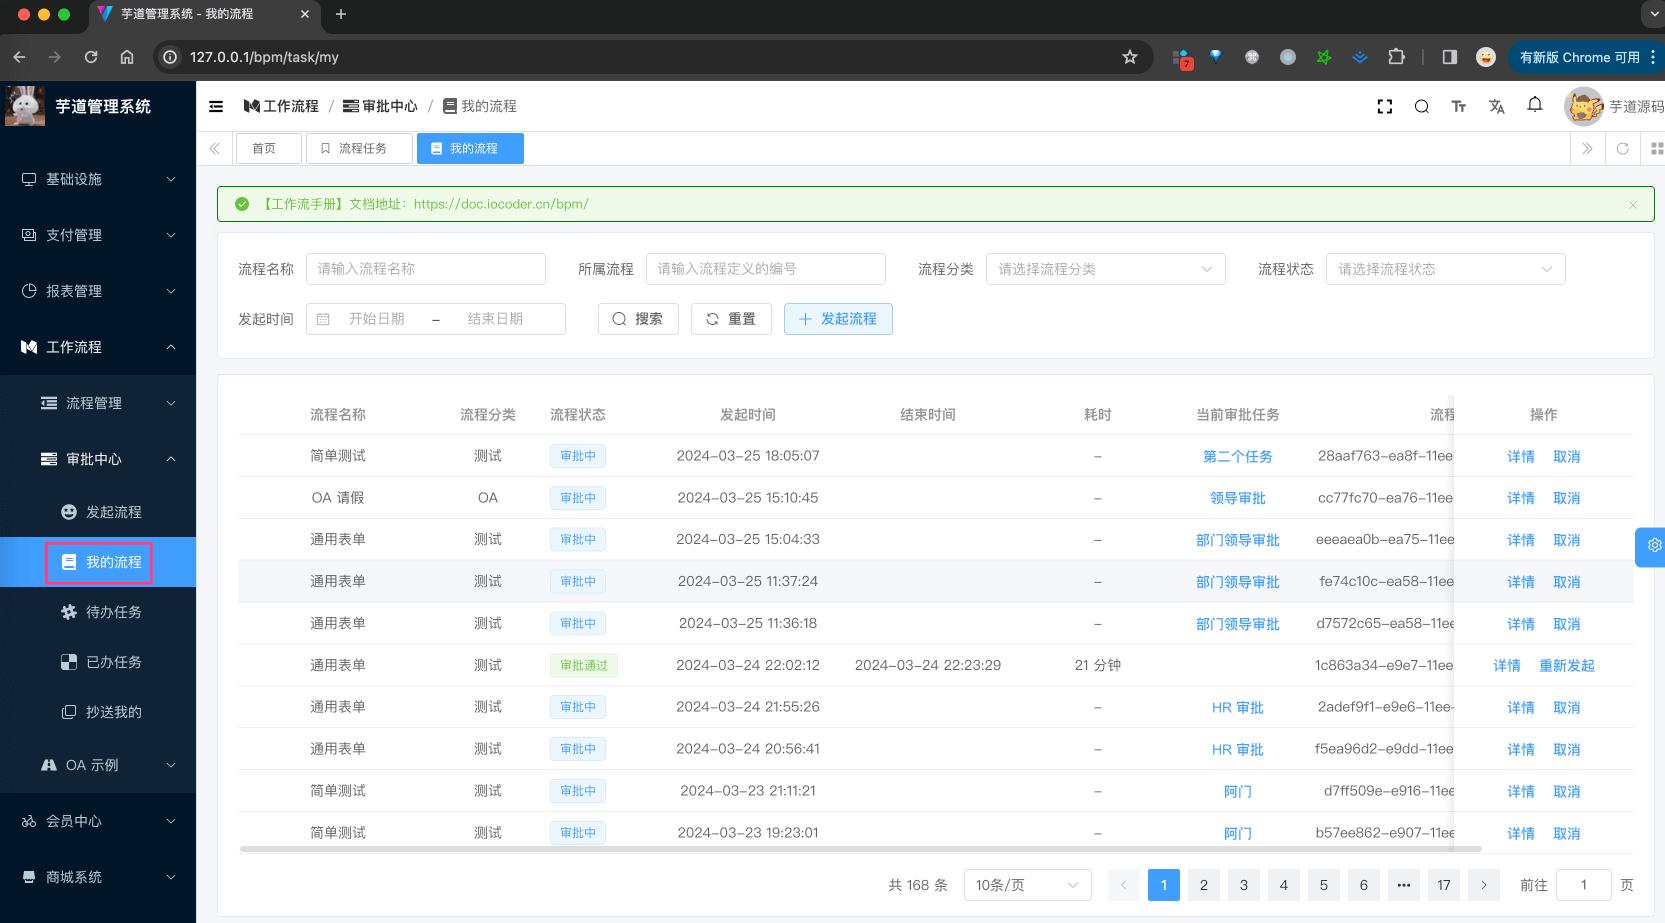 芋道管理系统 - 我的流程
127.0.0.1/bpm/task/my
7
有新版 Chrome 可用
芋道管理系统
工作流程 / 审批中心 / 我的流程
芋道源码
首页 流程任务 我的流程
基础设施
支付管理
报表管理
工作流程
流程管理
审批中心
发起流程
我的流程
待办任务
已办任务
抄送我的
OA 示例
会员中心
商城系统
【工作流手册】文档地址：https://doc.iocoder.cn/bpm/
流程名称 请输入流程名称 所属流程 请输入流程定义的编号 流程分类 请选择流程分类 流程状态 请选择流程状态
发起时间 开始日期 - 结束日期 搜索 重置 发起流程
流程名称 流程分类 流程状态 发起时间 结束时间 耗时 当前审批任务 流程 操作
简单测试 测试 审批中 2024-03-25 18:05:07 - 第二个任务 28aaf763-ea8f-11ee 详情 取消
OA 请假 OA 审批中 2024-03-25 15:10:45 - 领导审批 cc77fc70-ea76-11ee 详情 取消
通用表单 测试 审批中 2024-03-25 15:04:33 - 部门领导审批 eeeaea0b-ea75-11ee 详情 取消
通用表单 测试 审批中 2024-03-25 11:37:24 - 部门领导审批 fe74c10c-ea58-11ee 详情 取消
通用表单 测试 审批中 2024-03-25 11:36:18 - 部门领导审批 d7572c65-ea58-11ee 详情 取消
通用表单 测试 审批通过 2024-03-24 22:02:12 2024-03-24 22:23:29 21 分钟 1c863a34-e9e7-11ee 详情 重新发起
通用表单 测试 审批中 2024-03-24 21:55:26 - HR 审批 2adef9f1-e9e6-11ee- 详情 取消
通用表单 测试 审批中 2024-03-24 20:56:41 - HR 审批 f5ea96d2-e9dd-11ee 详情 取消
简单测试 测试 审批中 2024-03-23 21:11:21 - 阿门 d7ff509e-e916-11ee 详情 取消
简单测试 测试 审批中 2024-03-23 19:23:01 - 阿门 b57ee862-e907-11ee 详情 取消
共 168 条 10条/页 1 2 3 4 5 6 ••• 17 前往 1 页